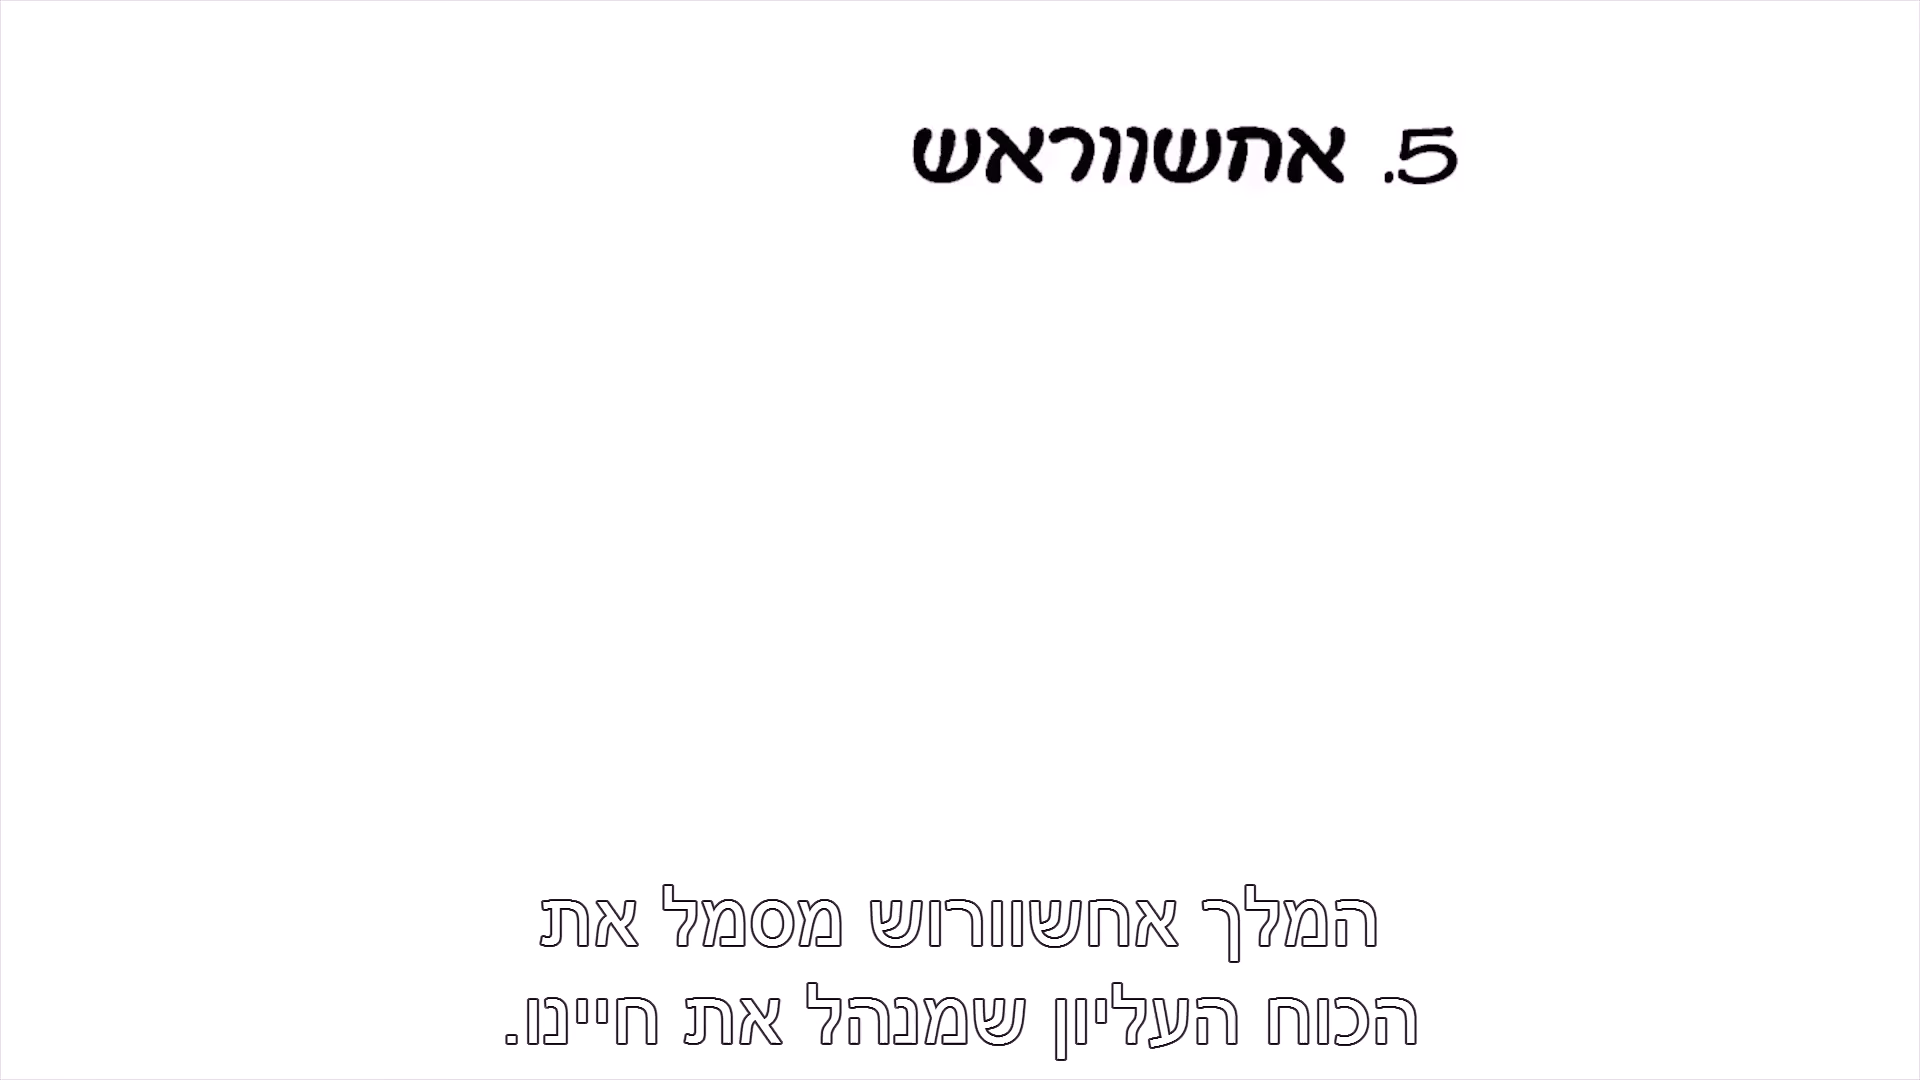 5. אחשווראש
המלך אחשוורוש מסמל את
הכוח העליון שמנהל את חיינו.